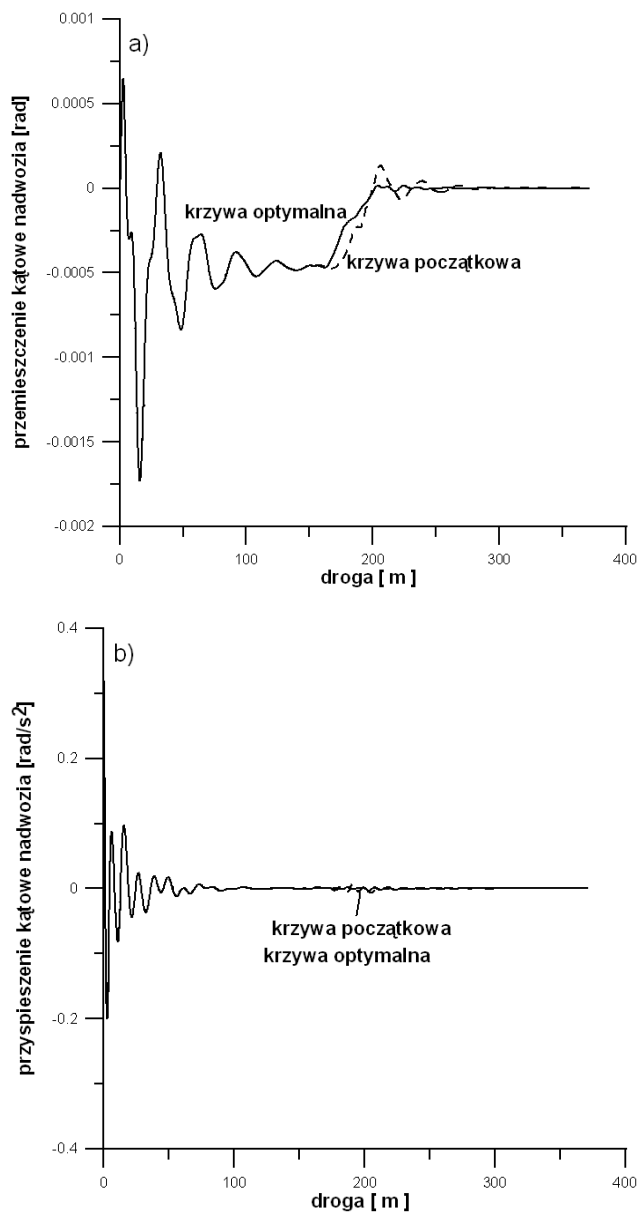 a)
0.001
0.0005
0
-0.0005
-0.001
-0.0015
-0.002
przemieszczenie kątowe nadwozia [rad]
krzywa optymalna
krzywa początkowa
0 100 200 300 400
droga [ m ]
b)
0.4
0.2
0
-0.2
-0.4
przyspieszenie kątowe nadwozia [rad/s²]
krzywa początkowa
krzywa optymalna
0 100 200 300 400
droga [ m ]